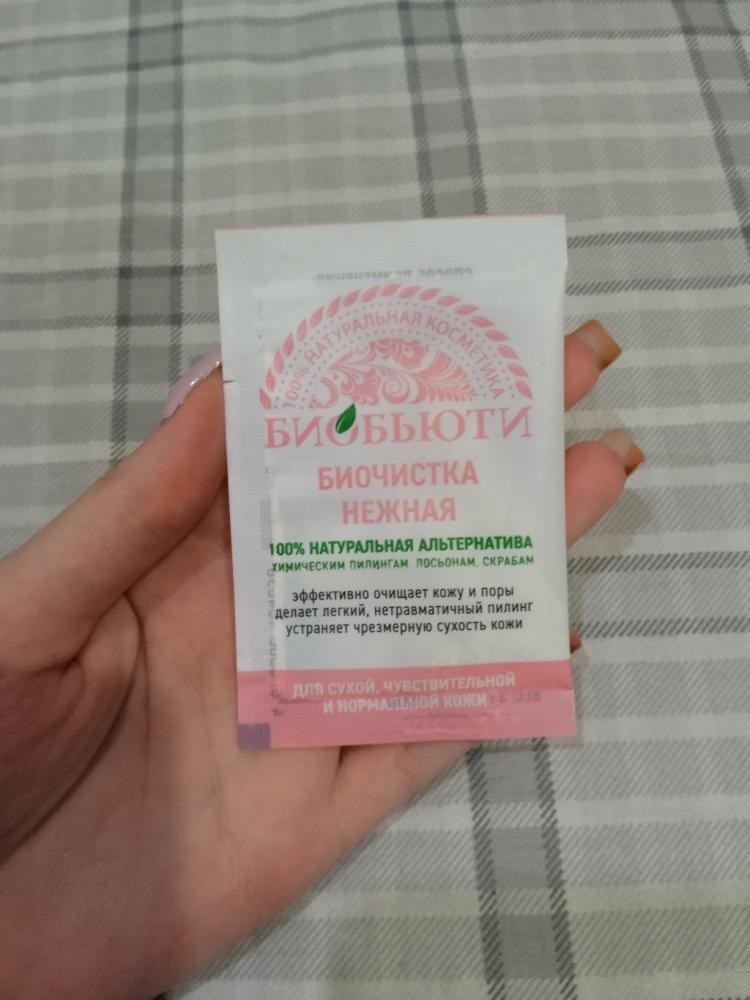 100% НАТУРАЛЬНАЯ КОСМЕТИКА
БИОБЬЮТИ
БИОЧИСТКА
НЕЖНАЯ
100% НАТУРАЛЬНАЯ АЛЬТЕРНАТИВА
ХИМИЧЕСКИМ ПИЛИНГАМ, ЛОСЬОНАМ, СКРАБАМ
эффективно очищает кожу и поры
делает легкий, нетравматичный пилинг
устраняет чрезмерную сухость кожи
ДЛЯ СУХОЙ, ЧУВСТВИТЕЛЬНОЙ
И НОРМАЛЬНОЙ КОЖИ